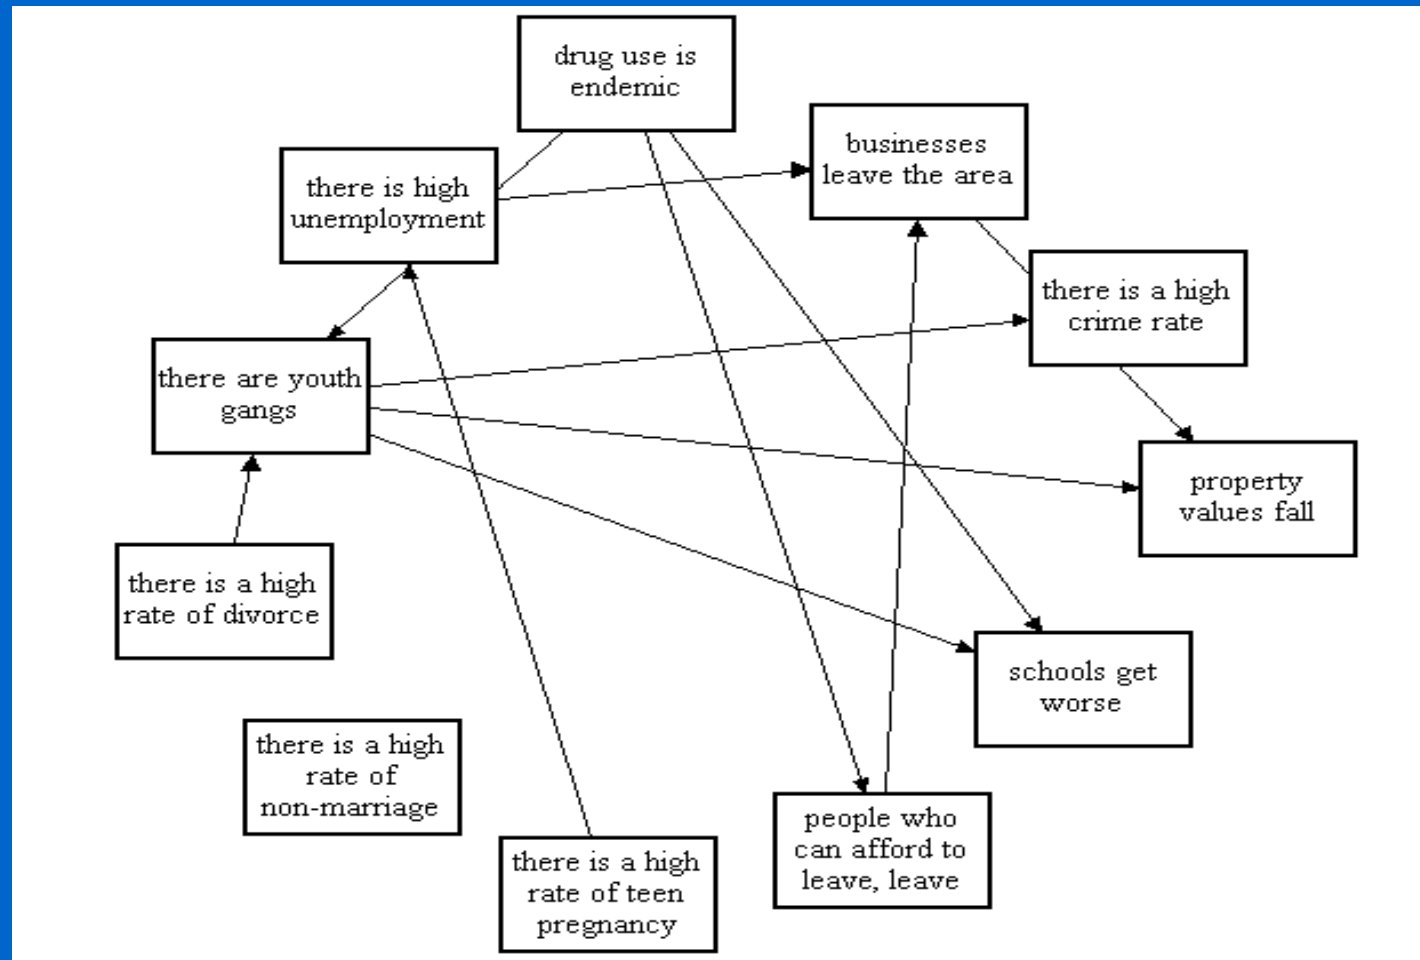 drug use is
endemic
businesses
leave the area
there is high
unemployment
there is a high
crime rate
there are youth
gangs
property
values fall
there is a high
rate of divorce
schools get
worse
there is a high
rate of
non-marriage
people who
can afford to
leave, leave
there is a high
rate of teen
pregnancy